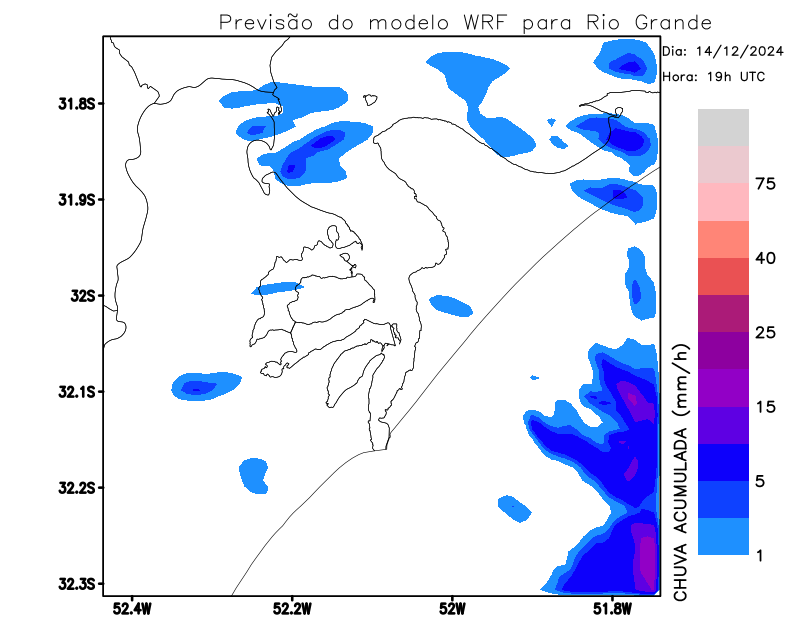 Previsão do modelo WRF para Rio Grande
Dia: 14/12/2024
Hora: 19h UTC
31.8S
31.9S
32S
32.1S
32.2S
32.3S
52.4W
52.2W
52W
51.8W
75
40
25
15
5
1
CHUVA ACUMULADA (mm/h)